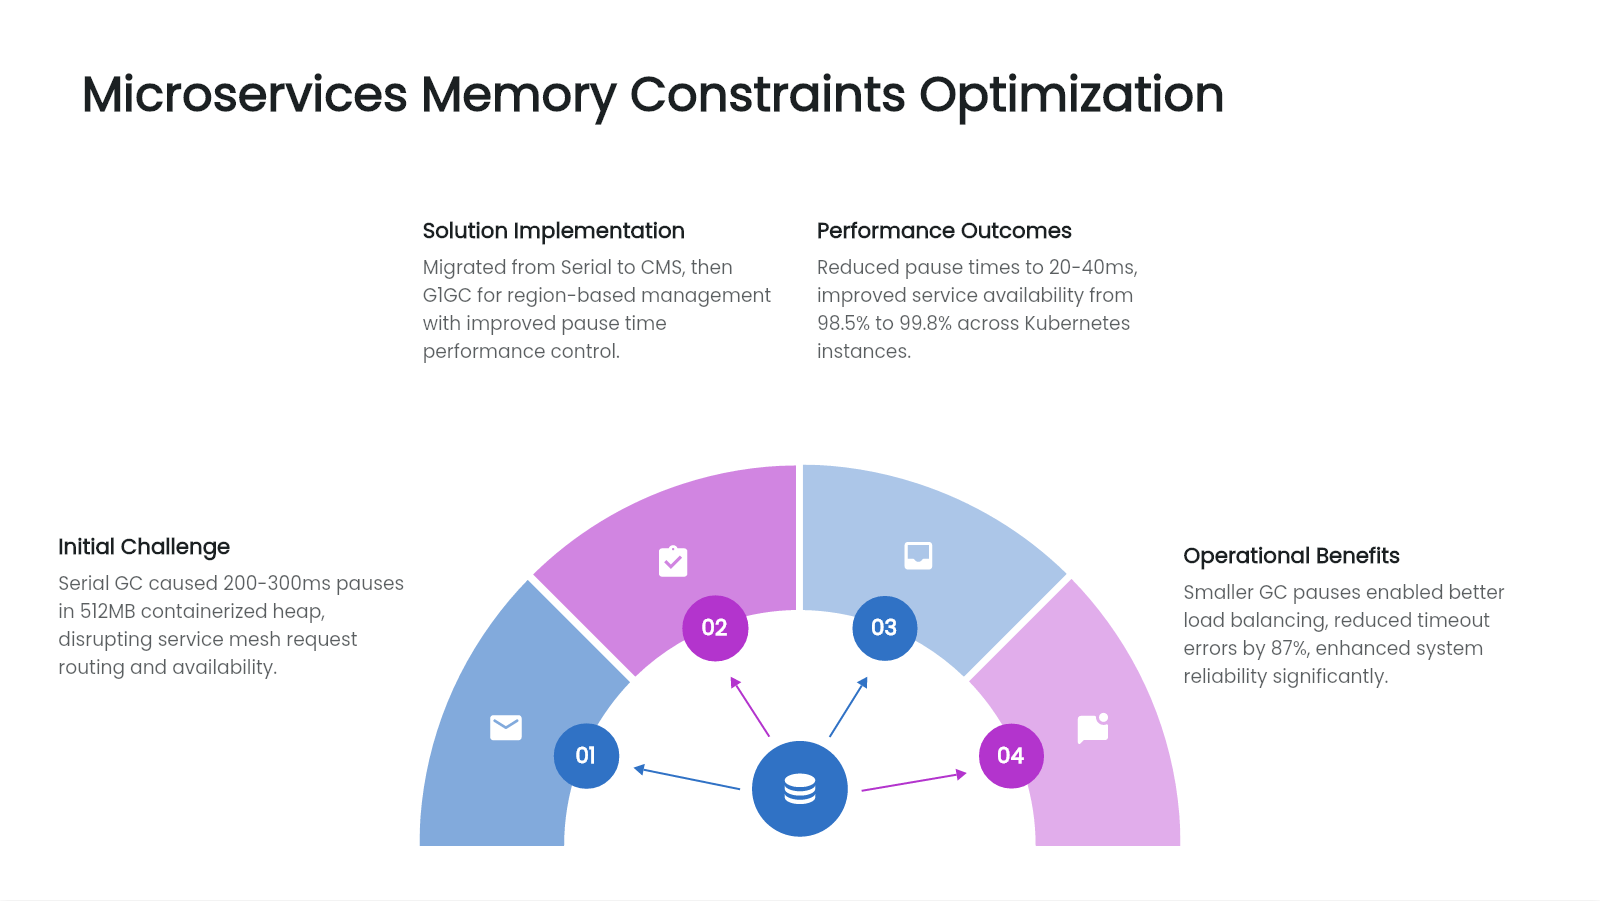 Microservices Memory Constraints Optimization
Solution Implementation
Migrated from Serial to CMS, then
G1GC for region-based management
with improved pause time
performance control.
Performance Outcomes
Reduced pause times to 20-40ms,
improved service availability from
98.5% to 99.8% across Kubernetes
instances.
Initial Challenge
Serial GC caused 200-300ms pauses
in 512MB containerized heap,
disrupting service mesh request
routing and availability.
Operational Benefits
Smaller GC pauses enabled better
load balancing, reduced timeout
errors by 87%, enhanced system
reliability significantly.
02
03
01
04